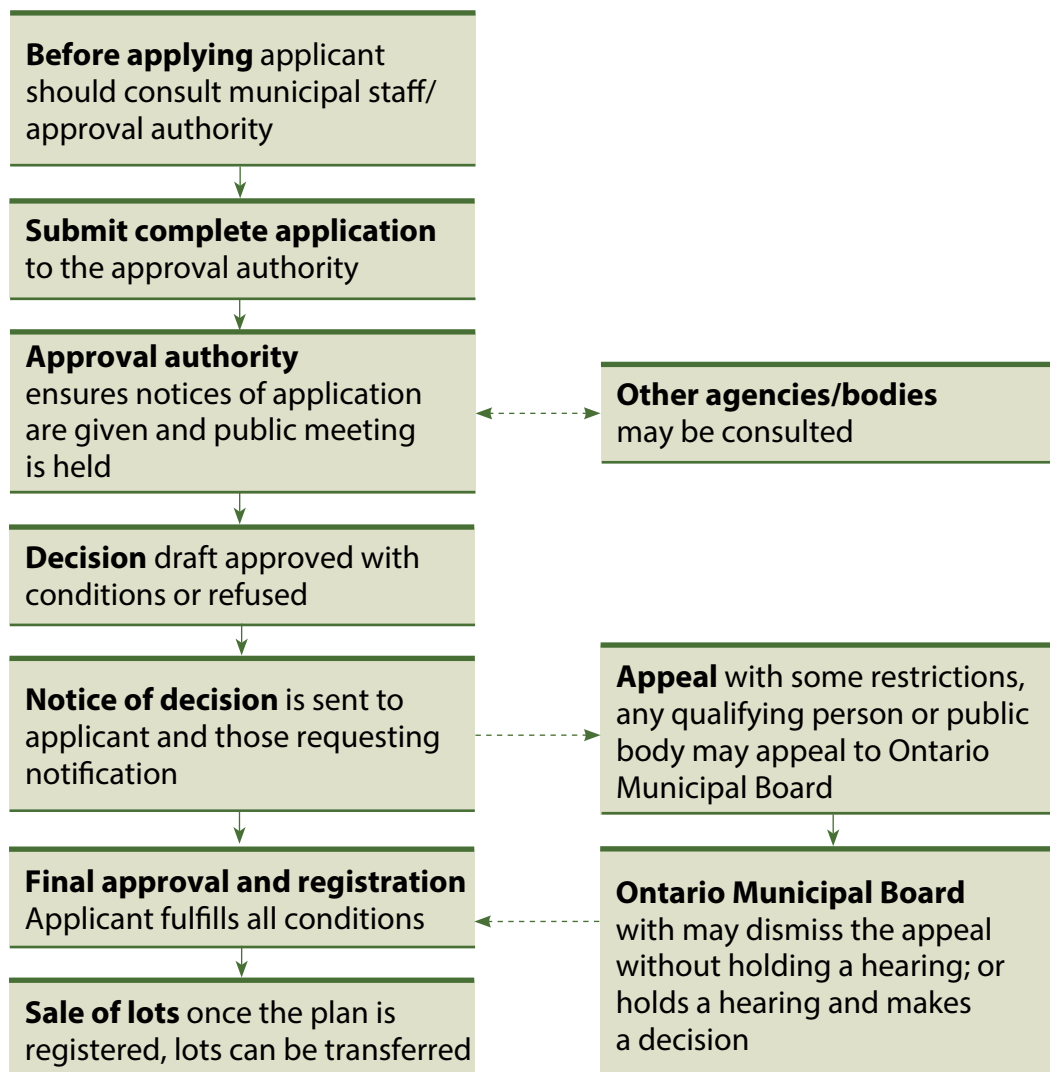 Before applying applicant
should consult municipal staff/
approval authority
Submit complete application
to the approval authority
Approval authority
ensures notices of application
are given and public meeting
is held
Other agencies/bodies
may be consulted
Decision draft approved with
conditions or refused
Notice of decision is sent to
applicant and those requesting
notification
Appeal with some restrictions,
any qualifying person or public
body may appeal to Ontario
Municipal Board
Final approval and registration
Applicant fulfills all conditions
Ontario Municipal Board
with may dismiss the appeal
without holding a hearing; or
holds a hearing and makes
a decision
Sale of lots once the plan is
registered, lots can be transferred